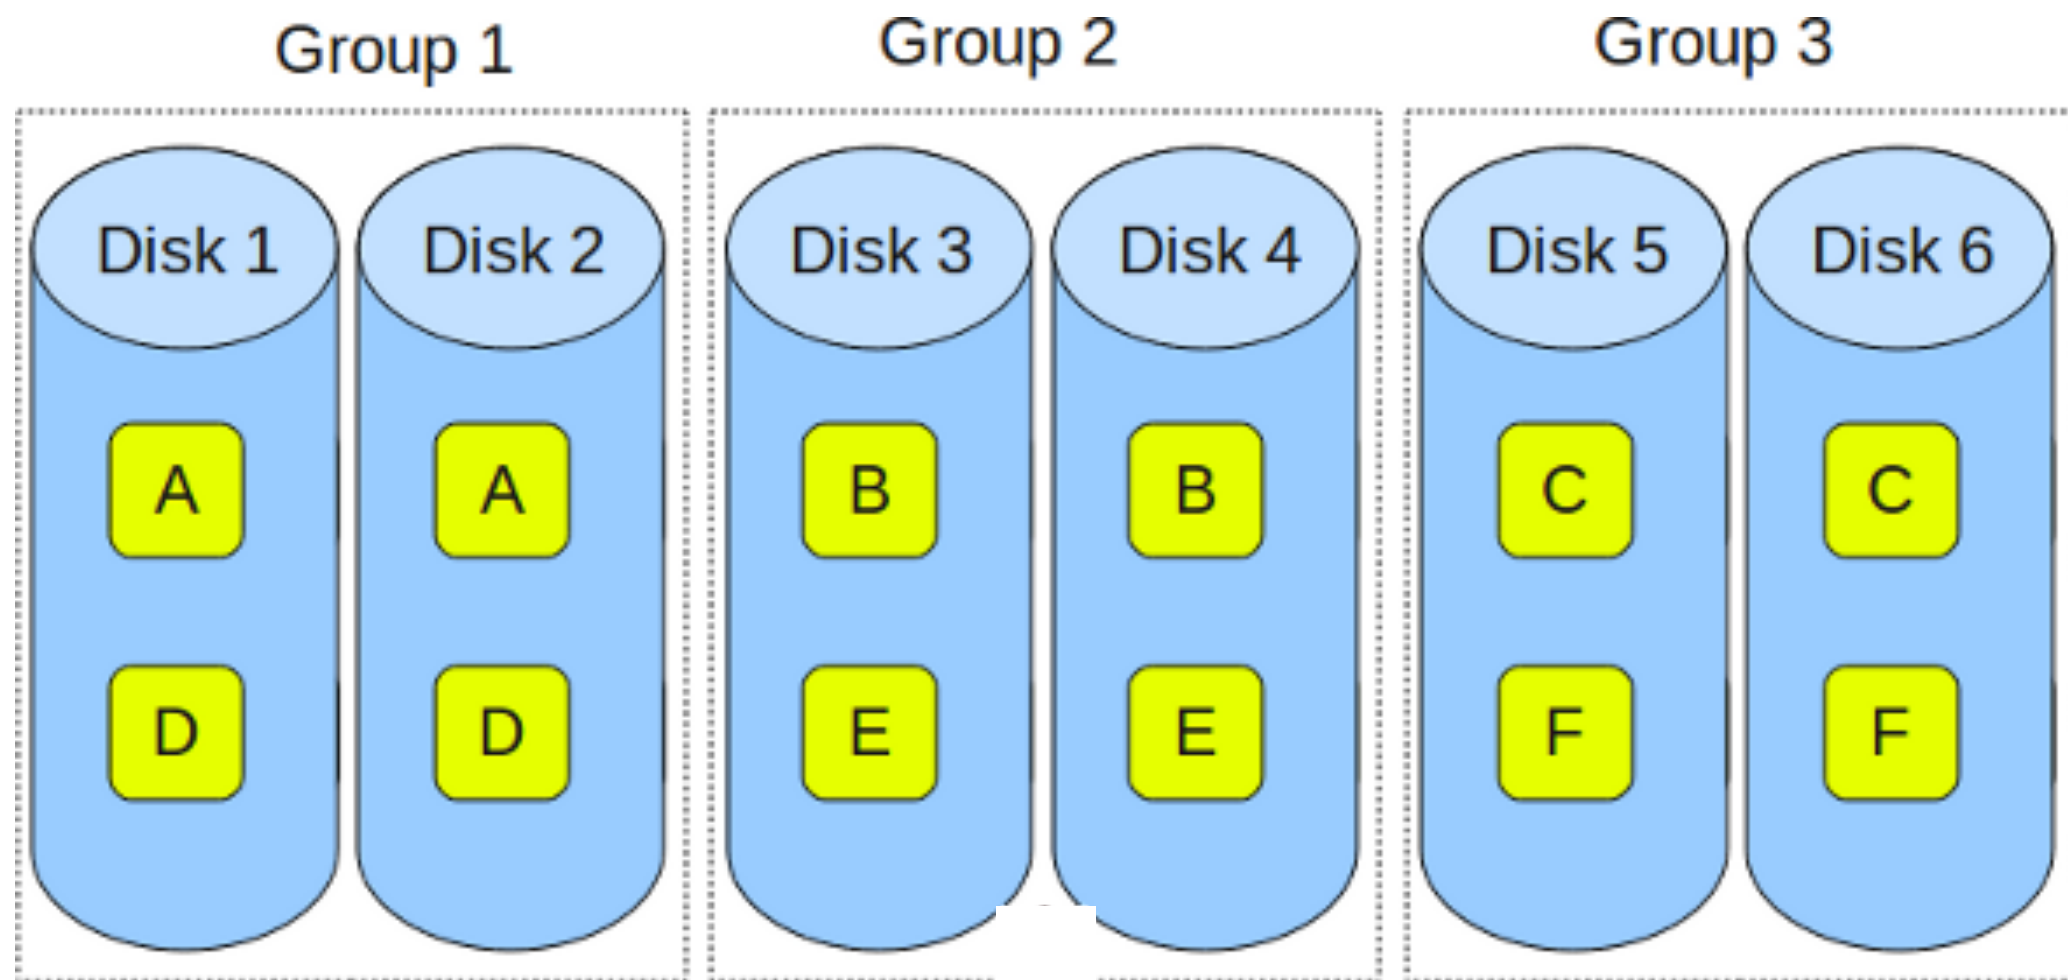 Group 1 Group 2 Group 3
Disk 1 Disk 2 Disk 3 Disk 4 Disk 5 Disk 6
A A B B C C
D D E E F F